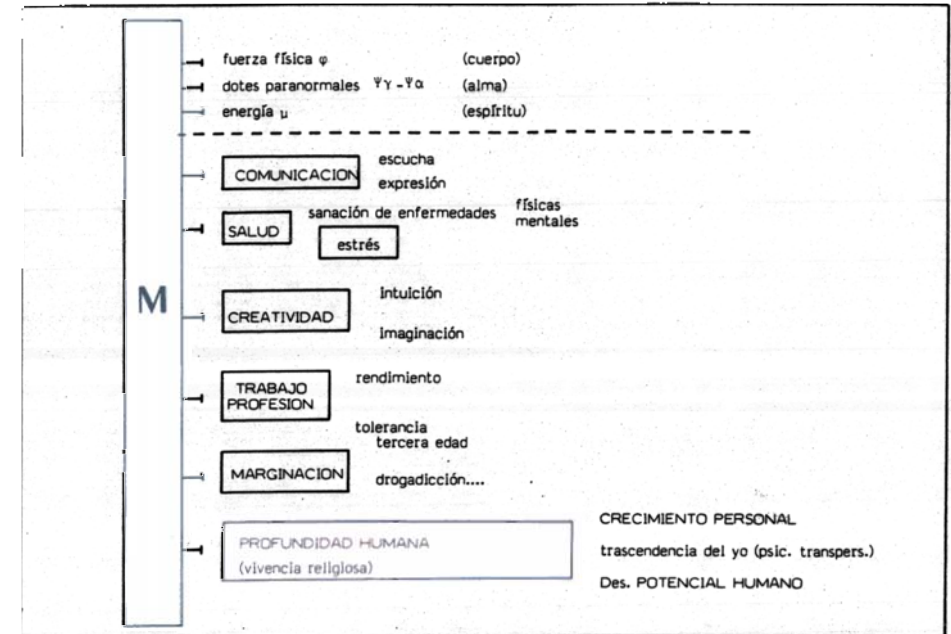 fuerza física φ (cuerpo)
dotes paranormales Ψγ-Ψα (alma)
energía μ (espíritu)
COMUNICACION
escucha
expresión
SALUD
sanación de enfermedades
físicas
mentales
estrés
M
CREATIVIDAD
intuición
imaginación
TRABAJO
PROFESION
rendimiento
MARGINACION
tolerancia
tercera edad
drogadicción....
PROFUNDIDAD HUMANA
(vivencia religiosa)
CRECIMIENTO PERSONAL
trascendencia del yo (psic. transpers.)
Des. POTENCIAL HUMANO